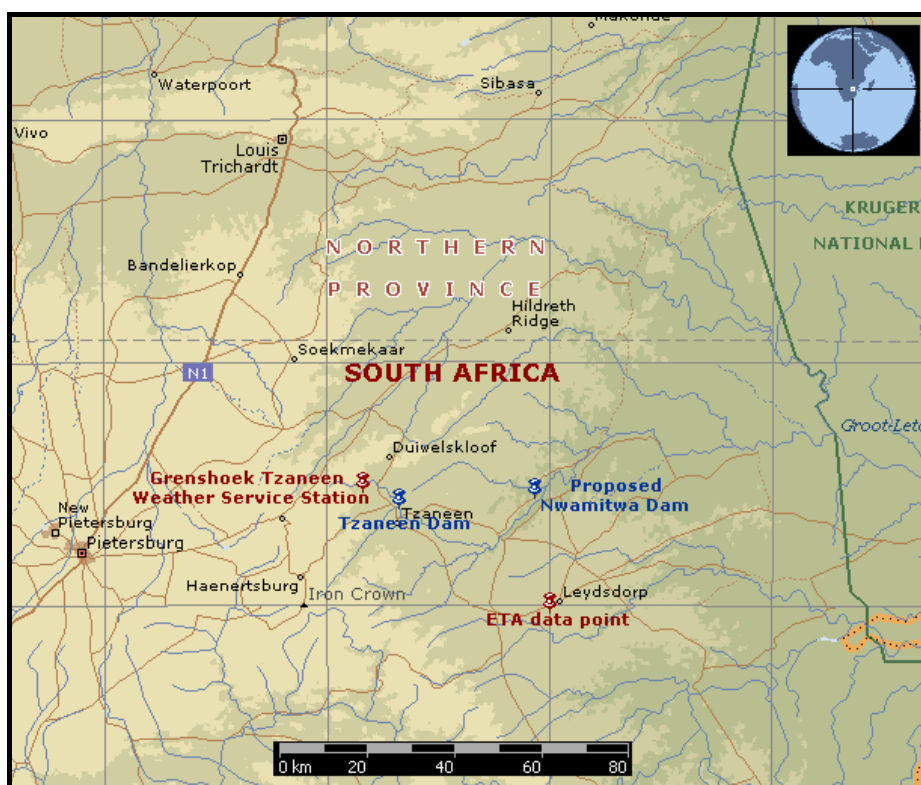 Makonde
Waterpoort
Sibasa
Vivo
Louis
Trichardt
KRUGER
NATIONAL
NORTHERN
Bandelierkop
PROVINCE
Hildreth
Ridge
Soekmekaar
N1
SOUTH AFRICA
Groot-Leta
Duiwelskloof
Grenshoek Tzaneen
Weather Service Station
Proposed
Nwamitwa Dam
New
Pietersburg
Tzaneen
Tzaneen Dam
Pietersburg
Haenertsburg
Iron Crown
Leydsdorp
ETA data point
0 km 20 40 60 80